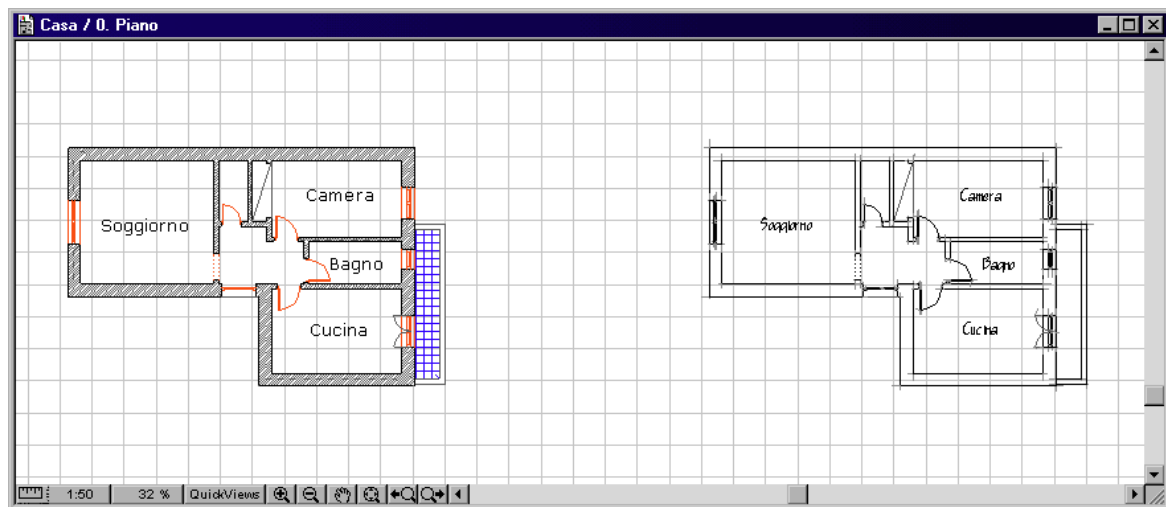 Casa / 0. Piano
Camera
Soggiorno
Bagno
Cucina
Camera
Soggiorno
Bagno
Cucina
1:50 32 % QuickViews